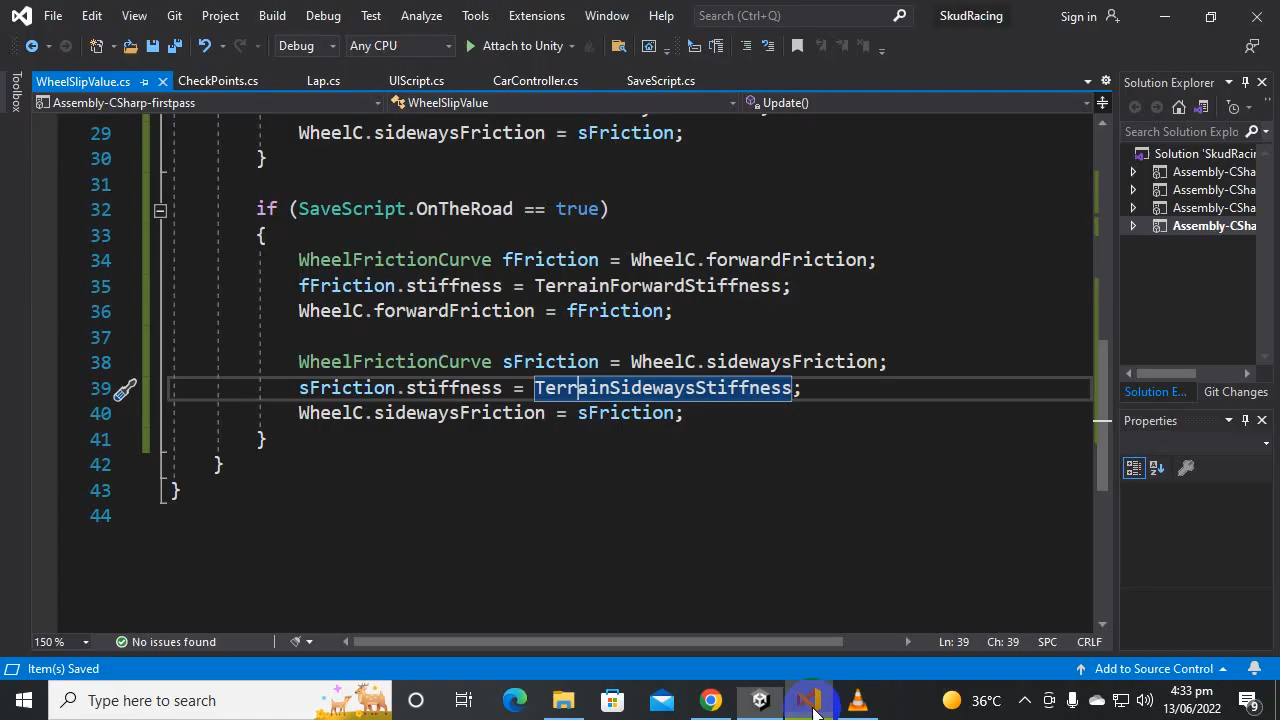 File Edit View Git Project Build Debug Test Analyze Tools Extensions Window Help Search (Ctrl+Q) SkudRacing Sign in
Debug Any CPU Attach to Unity
WheelSlipValue.cs CheckPoints.cs Lap.cs UIScript.cs CarController.cs SaveScript.cs
Assembly-CSharp-firstpass WheelSlipValue Update()
Toolbox
29 WheelC.sidewaysFriction = sFriction;
30 }
31
32 if (SaveScript.OnTheRoad == true)
33 {
34 WheelFrictionCurve fFriction = WheelC.forwardFriction;
35 fFriction.stiffness = TerrainForwardStiffness;
36 WheelC.forwardFriction = fFriction;
37
38 WheelFrictionCurve sFriction = WheelC.sidewaysFriction;
39 sFriction.stiffness = TerrainSidewaysStiffness;
40 WheelC.sidewaysFriction = sFriction;
41 }
42 }
43 }
44
150 % No issues found Ln: 39 Ch: 39 SPC CRLF
Solution Explorer
Search Solution Explo
Solution 'SkudRacing
Assembly-CSha
Assembly-CSha
Assembly-CSha
Assembly-CSha
Solution E... Git Changes
Properties
Item(s) Saved Add to Source Control
Type here to search 36°C 4:33 pm
13/06/2022 9